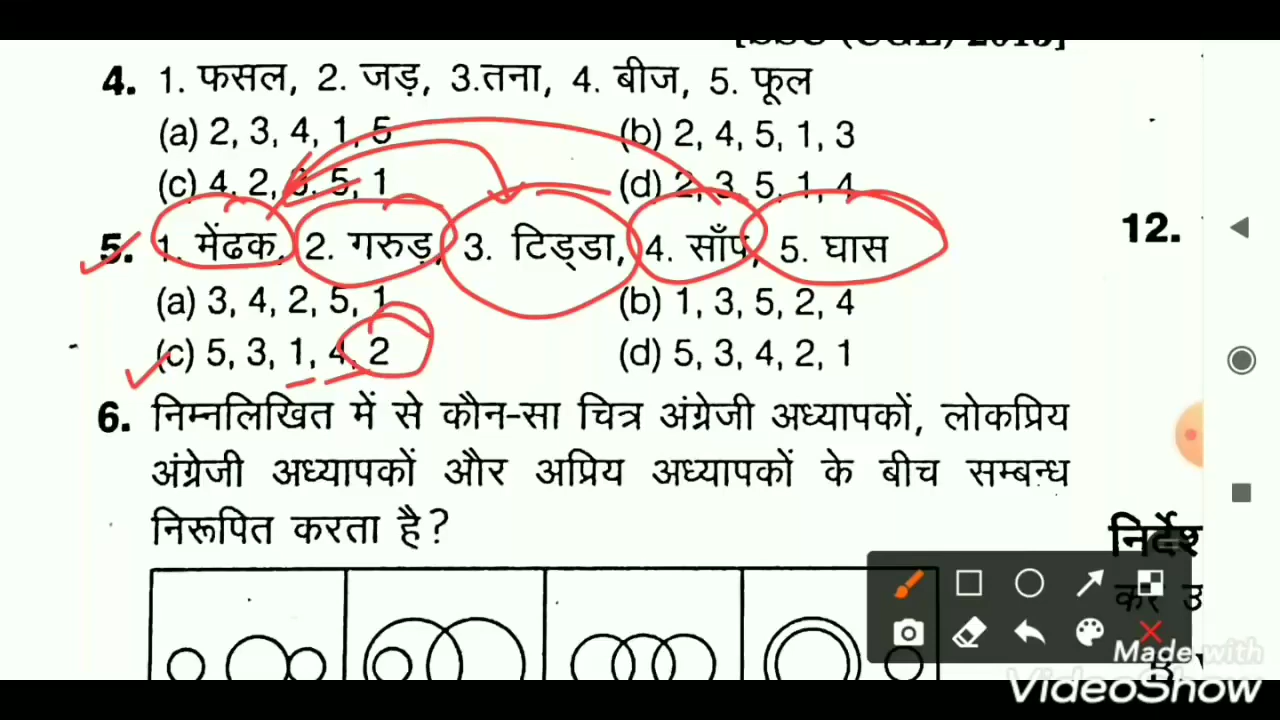 4. 1. फसल, 2. जड़, 3.तना, 4. बीज, 5. फूल
(a) 2, 3, 4, 1, 5 (b) 2, 4, 5, 1, 3
(c) 4, 2, 3, 5, 1 (d) 2, 3, 5, 1, 4
5. 1. मेंढक, 2. गरुड़, 3. टिड्डा, 4. साँप, 5. घास
(a) 3, 4, 2, 5, 1 (b) 1, 3, 5, 2, 4
(c) 5, 3, 1, 4, 2 (d) 5, 3, 4, 2, 1
6. निम्नलिखित में से कौन-सा चित्र अंग्रेजी अध्यापकों, लोकप्रिय
अंग्रेजी अध्यापकों और अप्रिय अध्यापकों के बीच सम्बन्ध
निरूपित करता है?
12.
निर्देश
कर उ
Made with
VideoShow